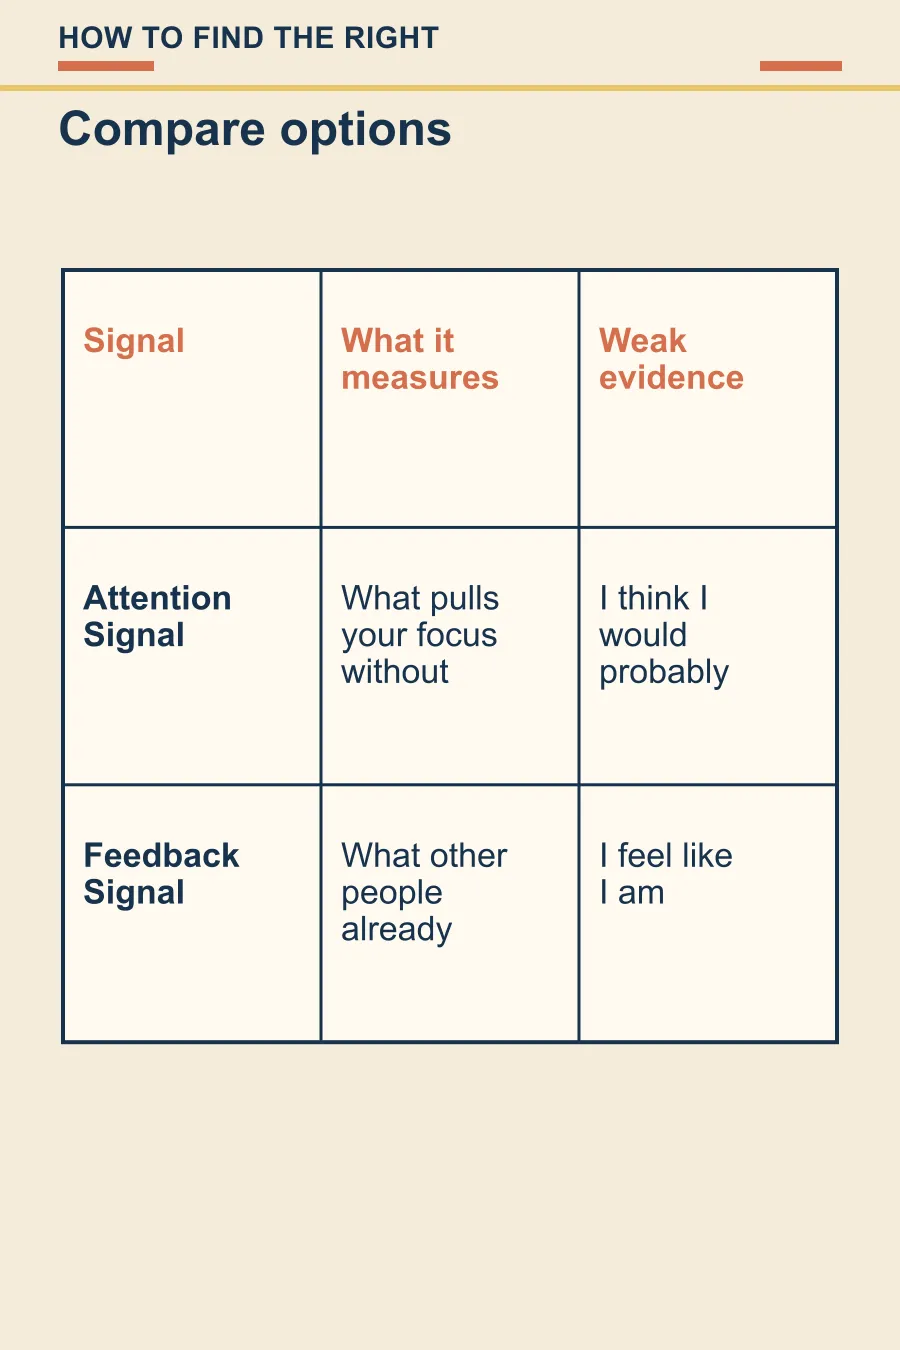 HOW TO FIND THE RIGHT
Compare options
Signal
What it
measures
Weak
evidence
Attention
Signal
What pulls
your focus
without
I think I
would
probably
Feedback
Signal
What other
people
already
I feel like
I am